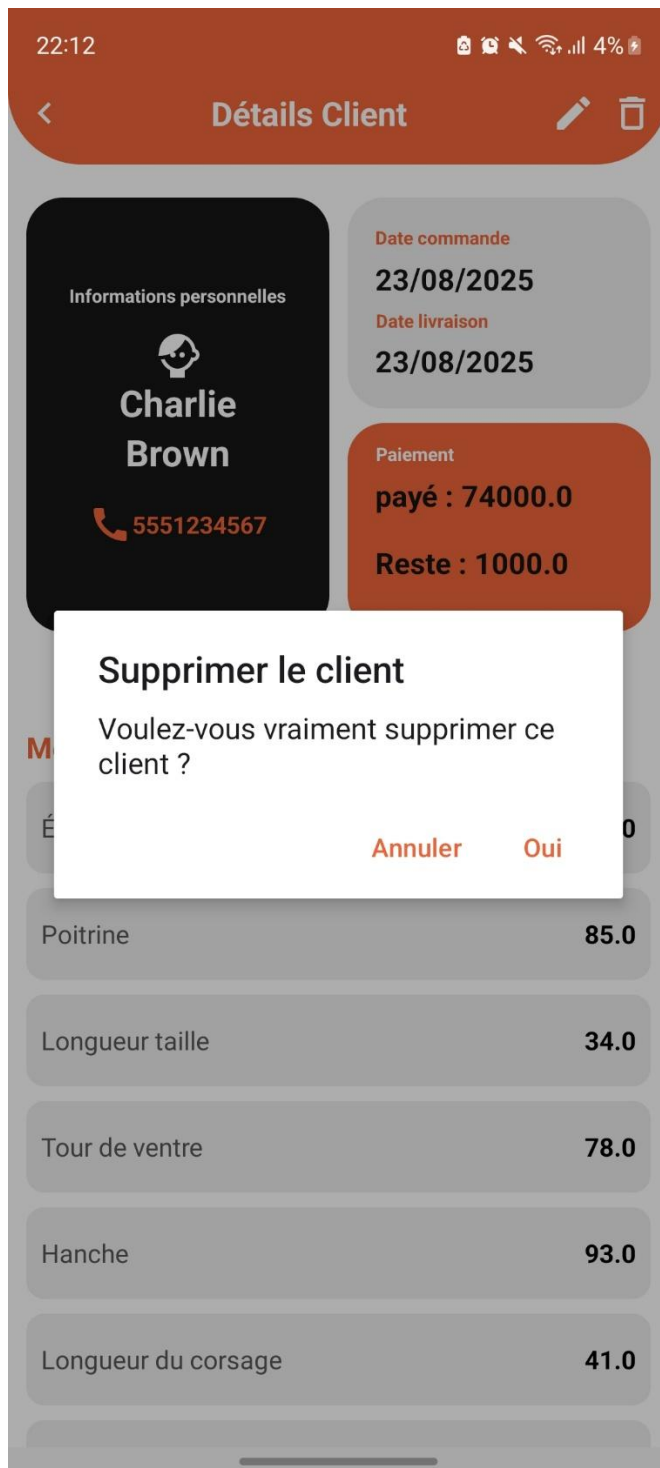 22:12 4%
Détails Client
Informations personnelles
Charlie
Brown
5551234567
Date commande
23/08/2025
Date livraison
23/08/2025
Paiement
payé : 74000.0
Reste : 1000.0
Supprimer le client
Voulez-vous vraiment supprimer ce
client ?
Annuler Oui
Poitrine 85.0
Longueur taille 34.0
Tour de ventre 78.0
Hanche 93.0
Longueur du corsage 41.0